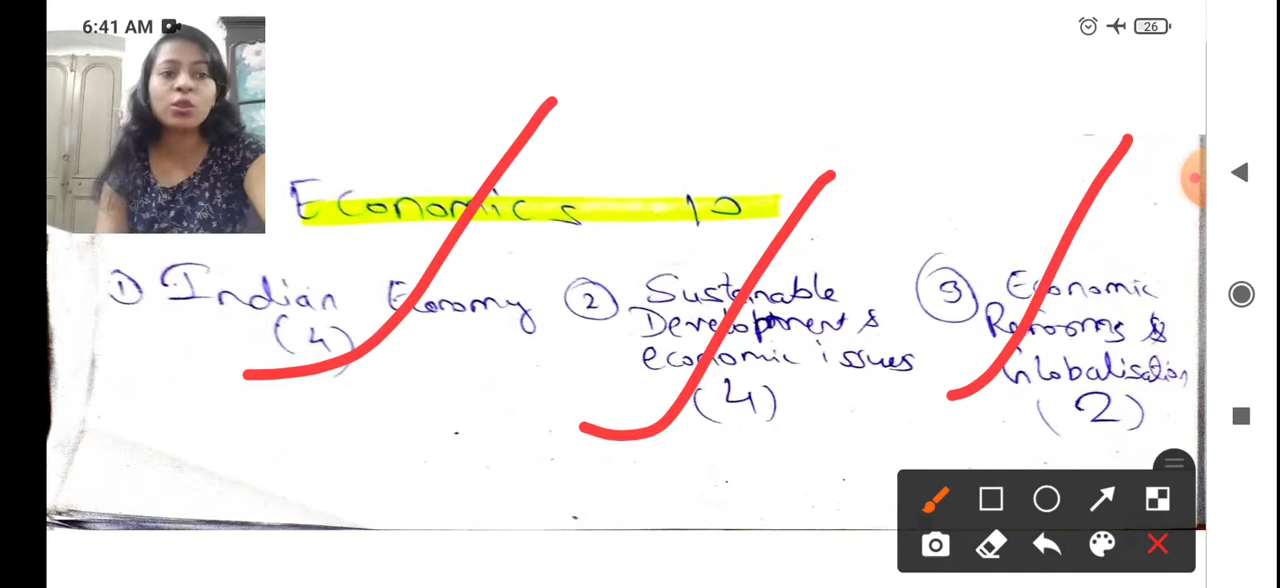 6:41 AM
26
Economics 10
① Indian Economy
(4)
② Sustainable
Development &
economic issues
(4)
③ Economic
Reforms &
Globalisation
(2)